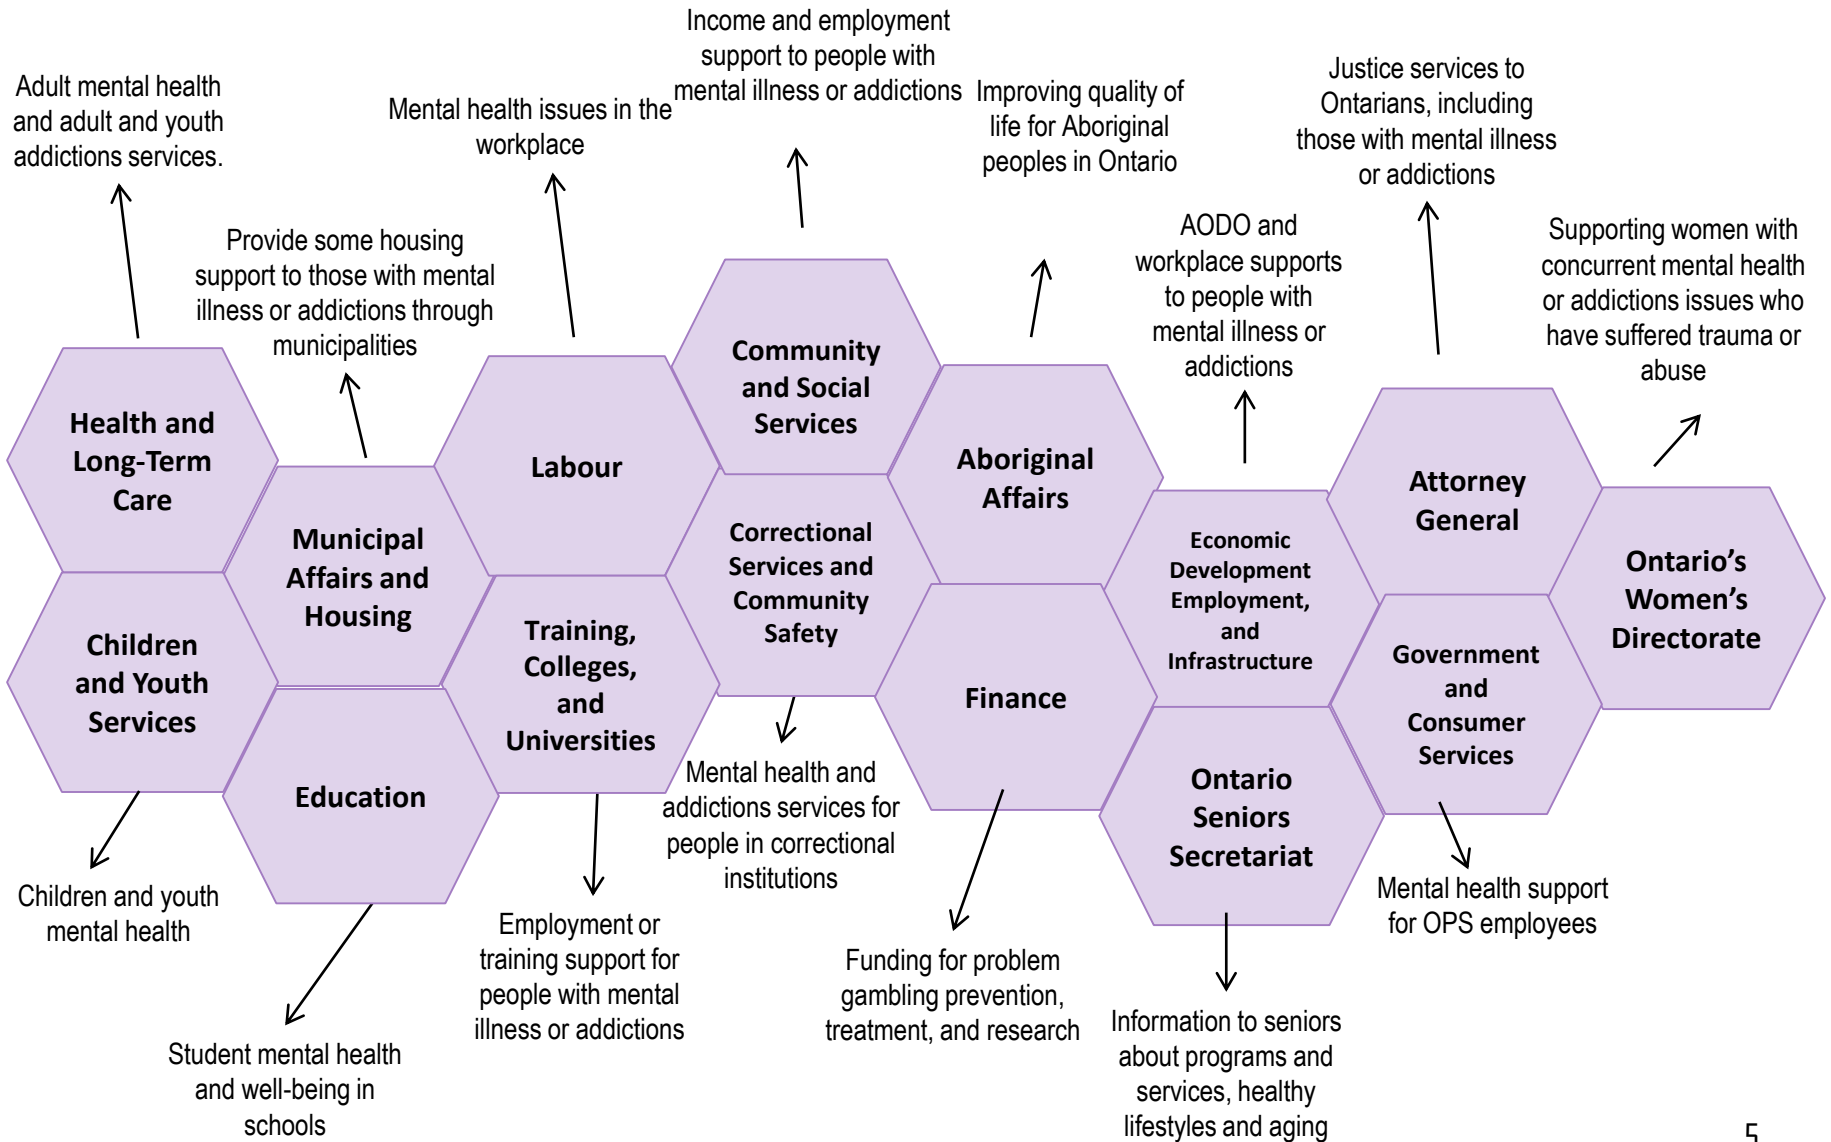 Income and employment
support to people with
mental illness or addictions
Adult mental health
and adult and youth
addictions services.
Mental health issues in the
workplace
Improving quality of
life for Aboriginal
peoples in Ontario
Justice services to
Ontarians, including
those with mental illness
or addictions
Provide some housing
support to those with mental
illness or addictions through
municipalities
AODO and
workplace supports
to people with
mental illness or
addictions
Supporting women with
concurrent mental health
or addictions issues who
have suffered trauma or
abuse
Health and
Long-Term
Care
Municipal
Affairs and
Housing
Labour
Community
and Social
Services
Aboriginal
Affairs
Economic
Development
Employment,
and
Infrastructure
Attorney
General
Ontario’s
Women’s
Directorate
Children
and Youth
Services
Education
Training,
Colleges,
and
Universities
Correctional
Services and
Community
Safety
Finance
Ontario
Seniors
Secretariat
Government
and
Consumer
Services
Children and youth
mental health
Student mental health
and well-being in
schools
Employment or
training support for
people with mental
illness or addictions
Mental health and
addictions services for
people in correctional
institutions
Funding for problem
gambling prevention,
treatment, and research
Information to seniors
about programs and
services, healthy
lifestyles and aging
Mental health support
for OPS employees
5